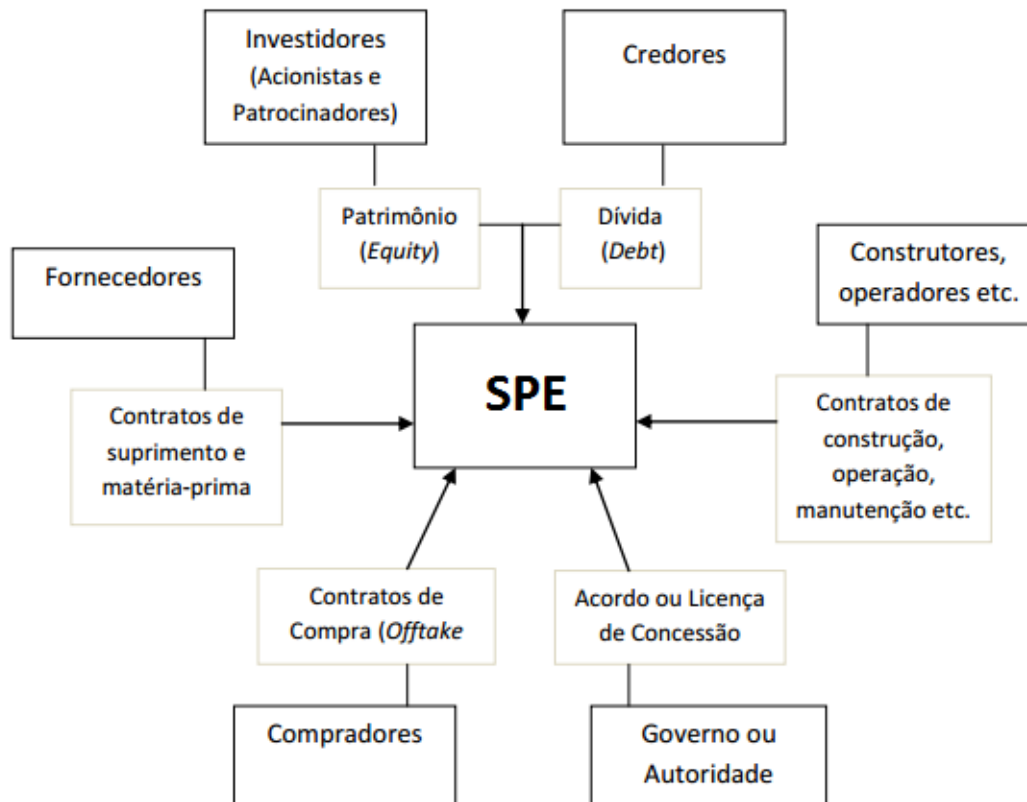 Investidores
(Acionistas e
Patrocinadores)
Credores
Patrimônio
(Equity)
Dívida
(Debt)
Fornecedores
Construtores,
operadores etc.
SPE
Contratos de
suprimento e
matéria-prima
Contratos de
construção,
operação,
manutenção etc.
Contratos de
Compra (Offtake
Acordo ou Licença
de Concessão
Compradores
Governo ou
Autoridade